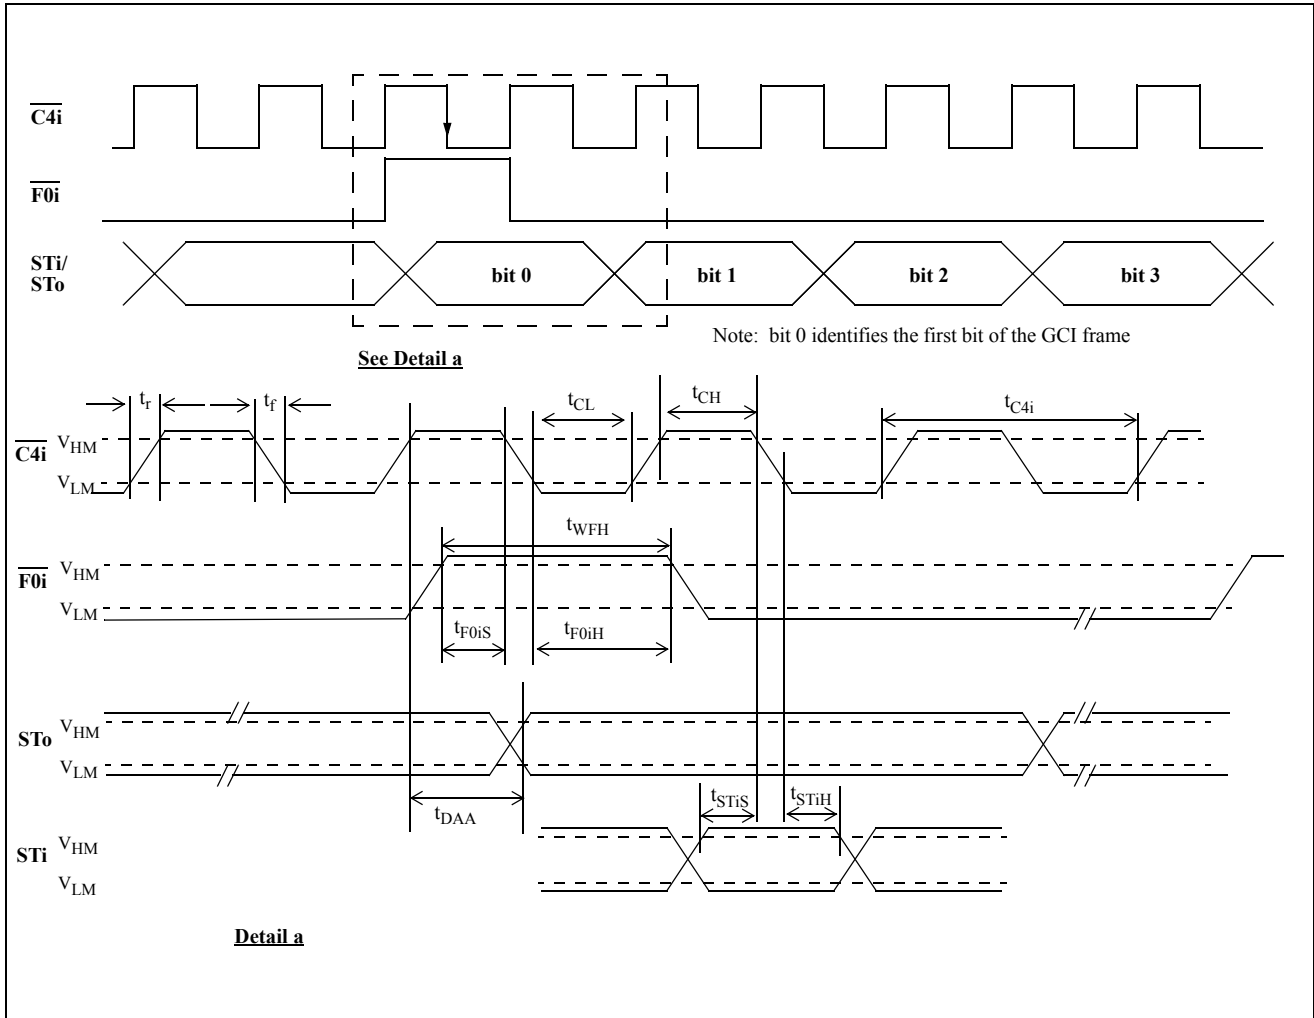 C4i
F0i
STi/
STo
bit 0 bit 1 bit 2 bit 3
Note: bit 0 identifies the first bit of the GCI frame
See Detail a
tr tf tCL tCH tC4i
C4i VHM
VLM
tWFH
F0i VHM
VLM
tF0iS tF0iH
STo VHM
VLM
tDAA tSTiS tSTiH
STi VHM
VLM
Detail a